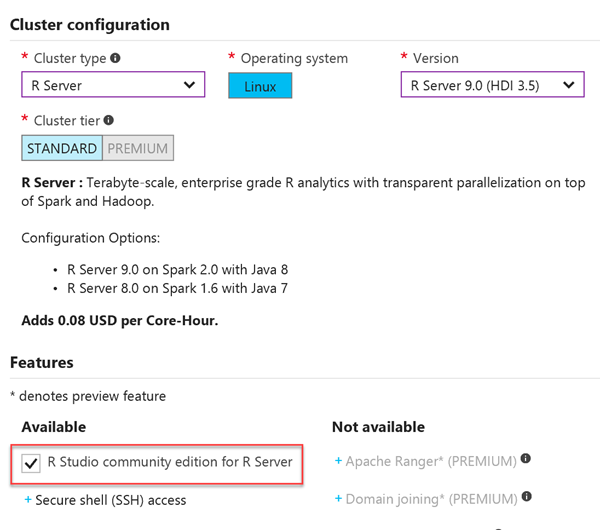 Cluster configuration
* Cluster type * Operating system * Version
R Server Linux R Server 9.0 (HDI 3.5)
* Cluster tier
STANDARD PREMIUM
R Server : Terabyte-scale, enterprise grade R analytics with transparent parallelization on top
of Spark and Hadoop.
Configuration Options:
• R Server 9.0 on Spark 2.0 with Java 8
• R Server 8.0 on Spark 1.6 with Java 7
Adds 0.08 USD per Core-Hour.
Features
* denotes preview feature
Available Not available
R Studio community edition for R Server + Apache Ranger* (PREMIUM)
+ Secure shell (SSH) access + Domain joining* (PREMIUM)